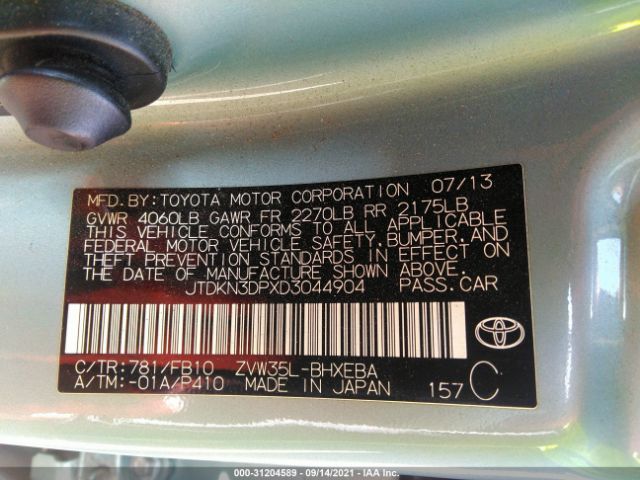 MFD.BY:TOYOTA MOTOR CORPORATION 07/13
GVWR 4060LB GAWR FR 2270LB RR 2175LB
THIS VEHICLE CONFORMS TO ALL APPLICABLE
FEDERAL MOTOR VEHICLE SAFETY,BUMPER,AND
THEFT PREVENTION STANDARDS IN EFFECT ON
THE DATE OF MANUFACTURE SHOWN ABOVE.
JTDKN3DPXD3044904 PASS.CAR
C/TR:781/FB10 ZVW35L-BHXEBA
A/TM:-01A/P410 MADE IN JAPAN 157 C
000-31204589 - 09/14/2021 - IAA Inc.